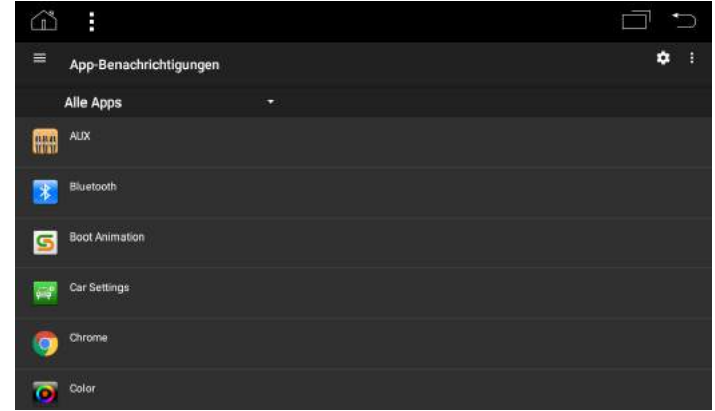 App-Benachrichtigungen
Alle Apps
AUX
Bluetooth
Boot Animation
Car Settings
Chrome
Color